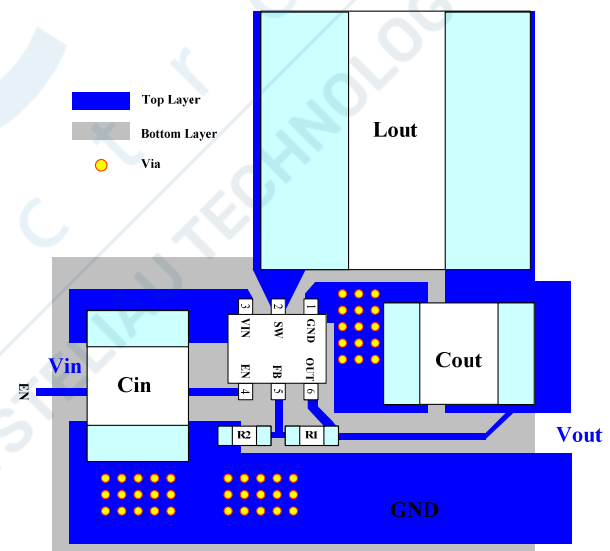 Top Layer
Bottom Layer
Via
Lout
3 2 1
VIN SW GND
EN FB OUT
4 5 6
Vin
EN
Cin
Cout
R2 R1
Vout
GND